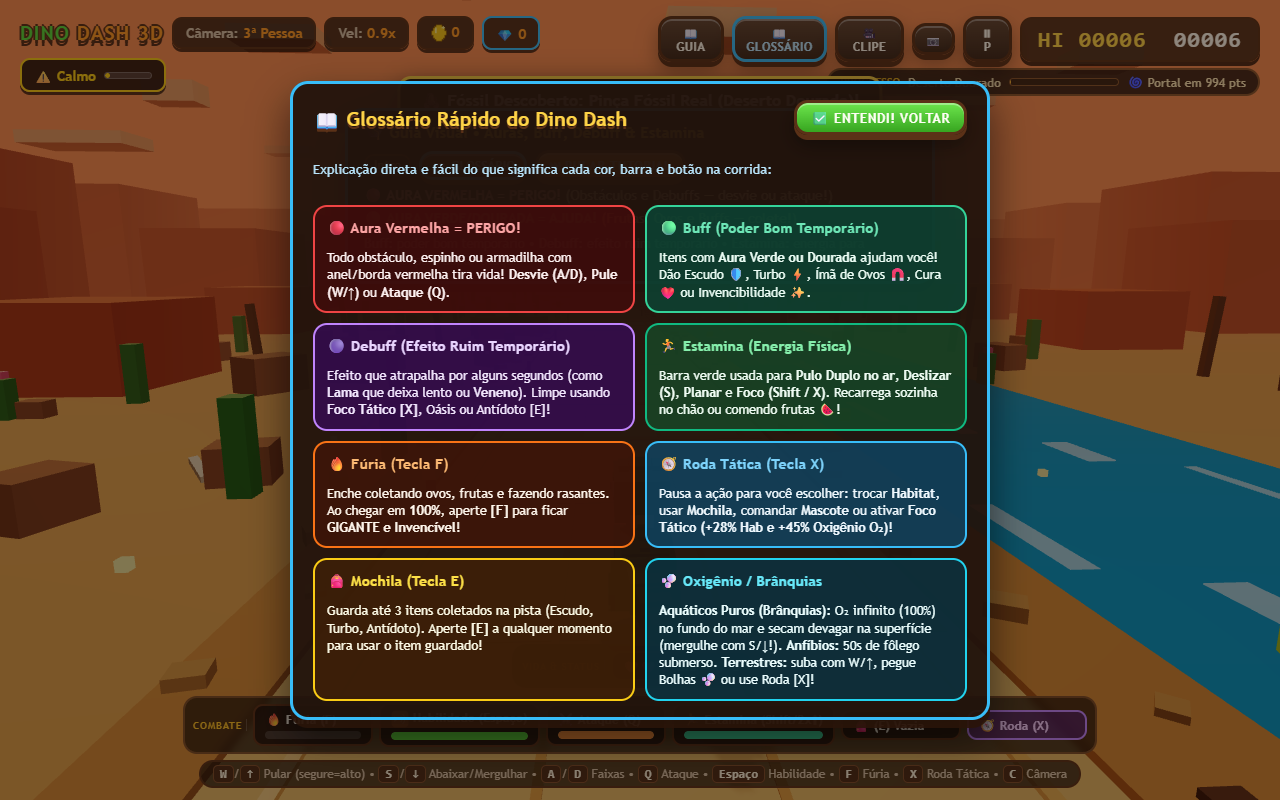 DINO DASH 3D
Câmera: 3ª Pessoa
Vel: 0.9x
0
0
GUIA
GLOSSÁRIO
CLIPE
P
HI 00006 00006
Calmo
Portal em 994 pts
Fóssil Descoberto: Pinça Fóssil Real (Deserto
Glossário Rápido do Dino Dash
ENTENDI! VOLTAR
Explicação direta e fácil do que significa cada cor, barra e botão na corrida:
Aura Vermelha = PERIGO!
Todo obstáculo, espinho ou armadilha com
anel/borda vermelha tira vida! Desvie (A/D), Pule
(W/↑) ou Ataque (Q).
Buff (Poder Bom Temporário)
Itens com Aura Verde ou Dourada ajudam você!
Dão Escudo 🛡️, Turbo ⚡, Ímã de Ovos 🧲, Cura
❤️ ou Invencibilidade ✨.
Debuff (Efeito Ruim Temporário)
Efeito que atrapalha por alguns segundos (como
Lama que deixa lento ou Veneno). Limpe usando
Foco Tático [X], Oásis ou Antídoto [E]!
Estamina (Energia Física)
Barra verde usada para Pulo Duplo no ar, Deslizar
(S), Planar e Foco (Shift / X). Recarrega sozinha
no chão ou comendo frutas 🍉!
Fúria (Tecla F)
Enche coletando ovos, frutas e fazendo rasantes.
Ao chegar em 100%, aperte [F] para ficar
GIGANTE e Invencível!
Roda Tática (Tecla X)
Pausa a ação para você escolher: trocar Habitat,
usar Mochila, comandar Mascote ou ativar Foco
Tático (+28% Hab e +45% Oxigênio O₂)!
Mochila (Tecla E)
Guarda até 3 itens coletados na pista (Escudo,
Turbo, Antídoto). Aperte [E] a qualquer momento
para usar o item guardado!
Oxigênio / Brânquias
Aquáticos Puros (Brânquias): O₂ infinito (100%)
no fundo do mar e secam devagar na superfície
(mergulhe com S/↓!). Anfíbios: 50s de fôlego
submerso. Terrestres: suba com W/↑, pegue
Bolhas 🫧 ou use Roda [X]!
COMBATE
Roda (X)
W / ↑ Pular (segure=alto) • S / ↓ Abaixar/Mergulhar • A / D Faixas • Q Ataque • Espaço Habilidade • F Fúria • X Roda Tática • C Câmera